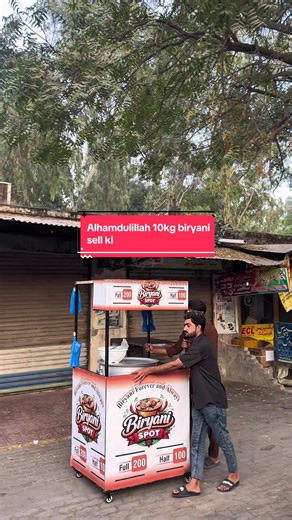 Alhamdulillah 10kg biryani
sell ki
Full 200
Biryani
SPOT
Half 100
Biryani Forever and Always
Biryani
SPOT
Full 200
Half 100
ECL